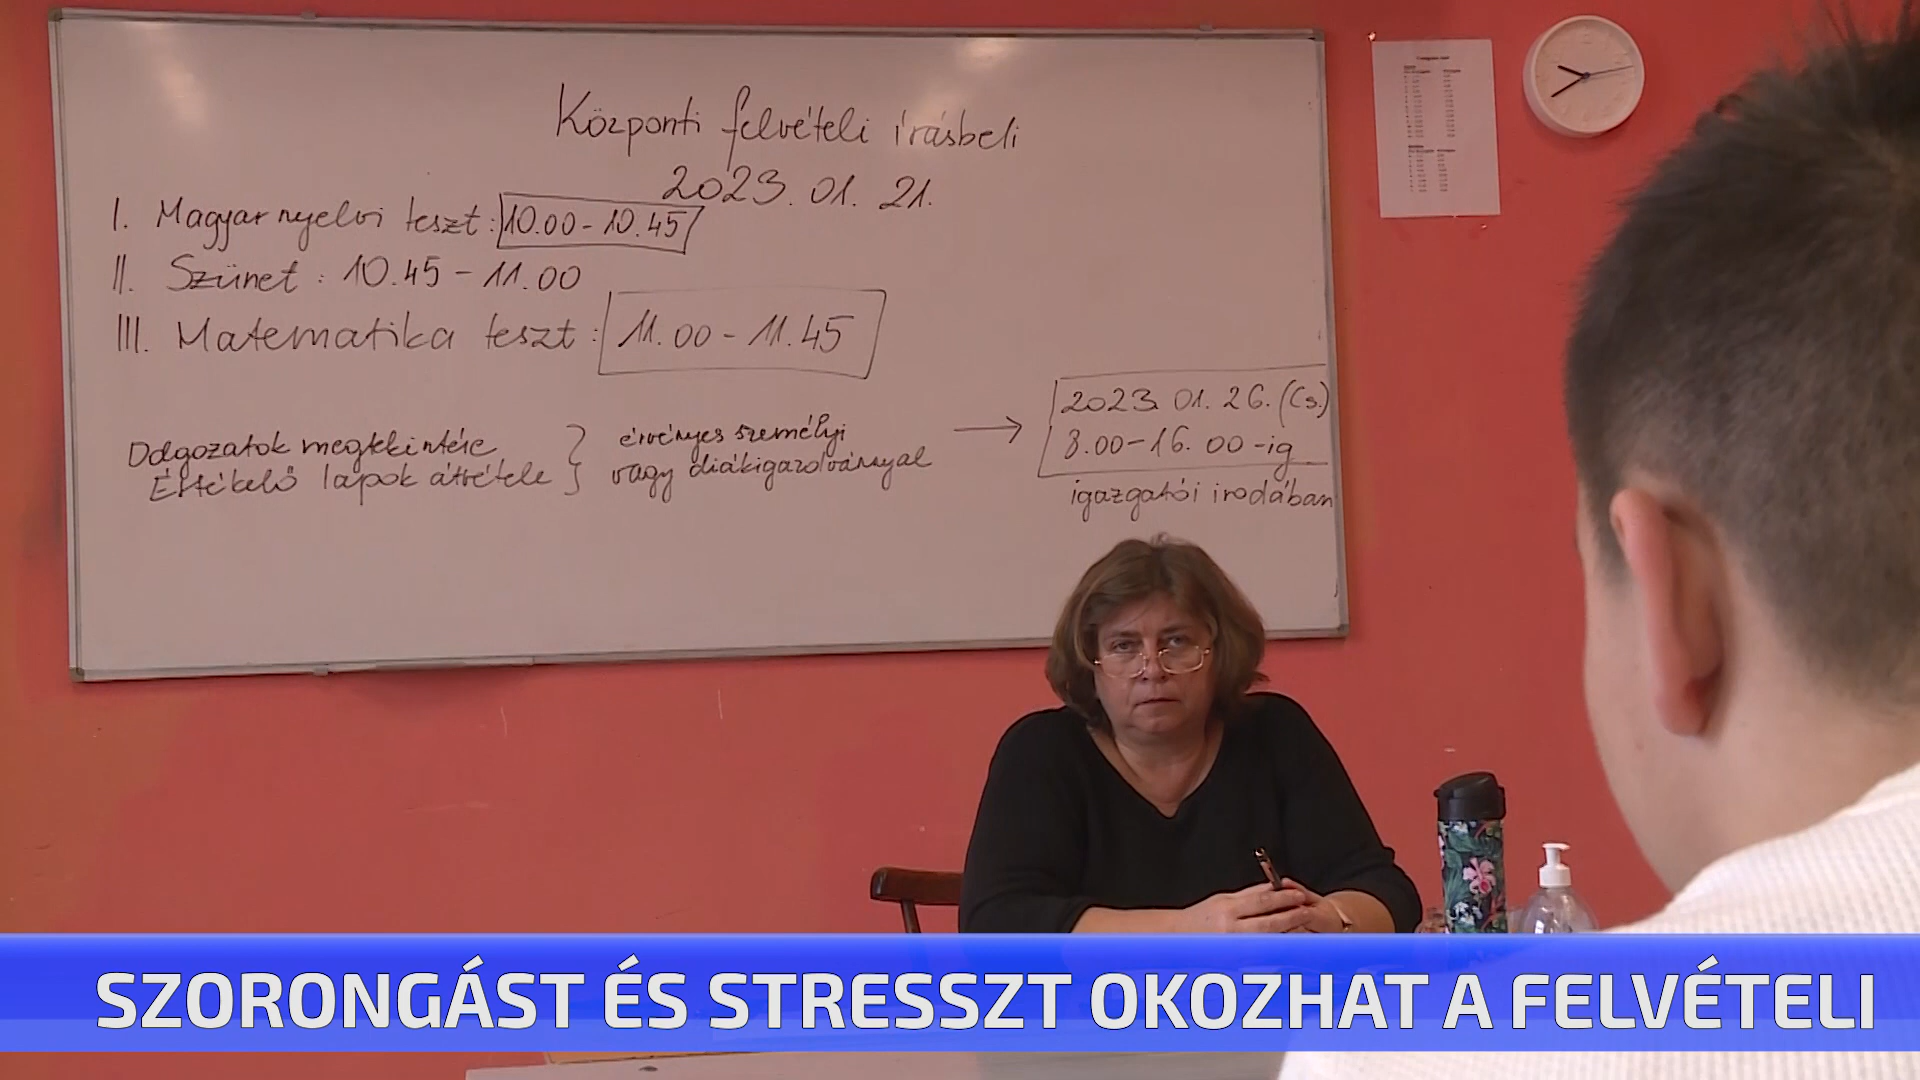 Központi felvételi írásbeli
2023. 01. 21.
I. Magyar nyelvi teszt: 10.00 - 10.45
II. Szünet: 10.45 - 11.00
III. Matematika teszt: 11.00 - 11.45
Dolgozatok megtekintése
Értékelő lapok átvétele
érvényes személyi
vagy diákigazolvánnyal
→
2023. 01. 26. (Cs.)
8.00-16.00-ig
igazgatói irodában
SZORONGÁST ÉS STRESSZT OKOZHAT A FELVÉTELI